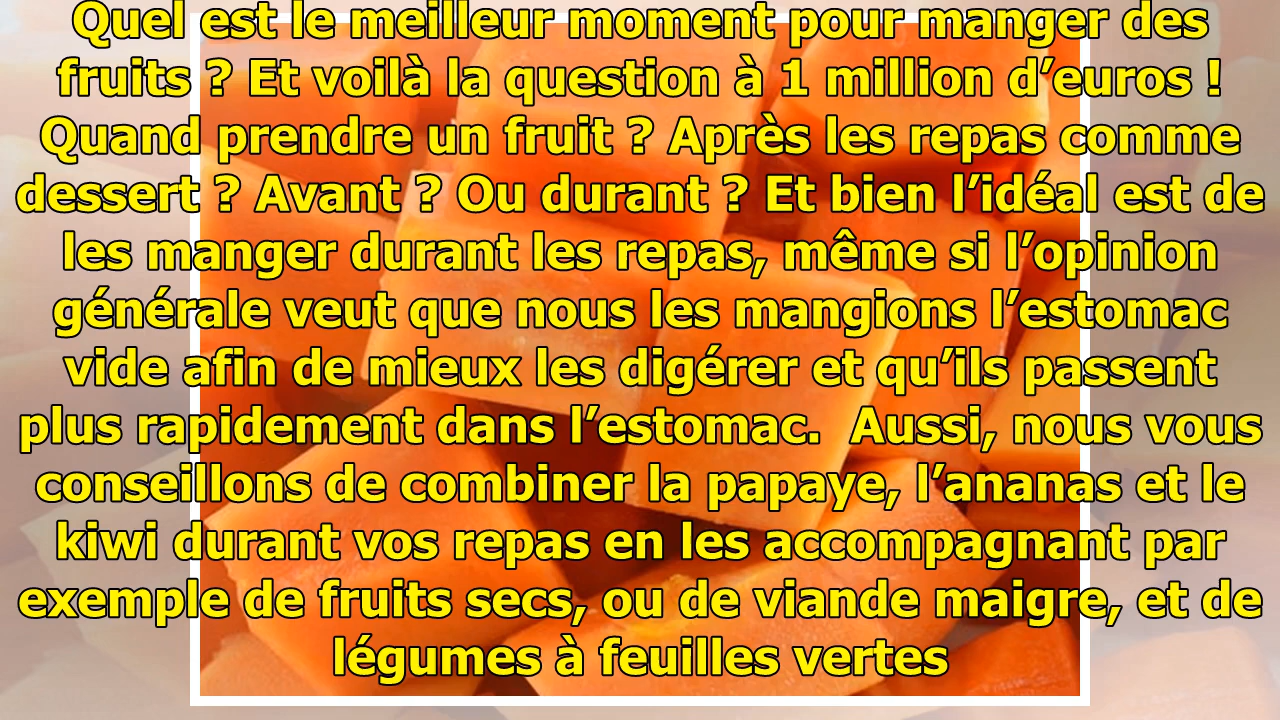 Quel est le meilleur moment pour manger des
fruits ? Et voilà la question à 1 million d’euros !
Quand prendre un fruit ? Après les repas comme
dessert ? Avant ? Ou durant ? Et bien l’idéal est de
les manger durant les repas, même si l’opinion
générale veut que nous les mangions l’estomac
vide afin de mieux les digérer et qu’ils passent
plus rapidement dans l’estomac.  Aussi, nous vous
conseillons de combiner la papaye, l’ananas et le
kiwi durant vos repas en les accompagnant par
exemple de fruits secs, ou de viande maigre, et de
légumes à feuilles vertes